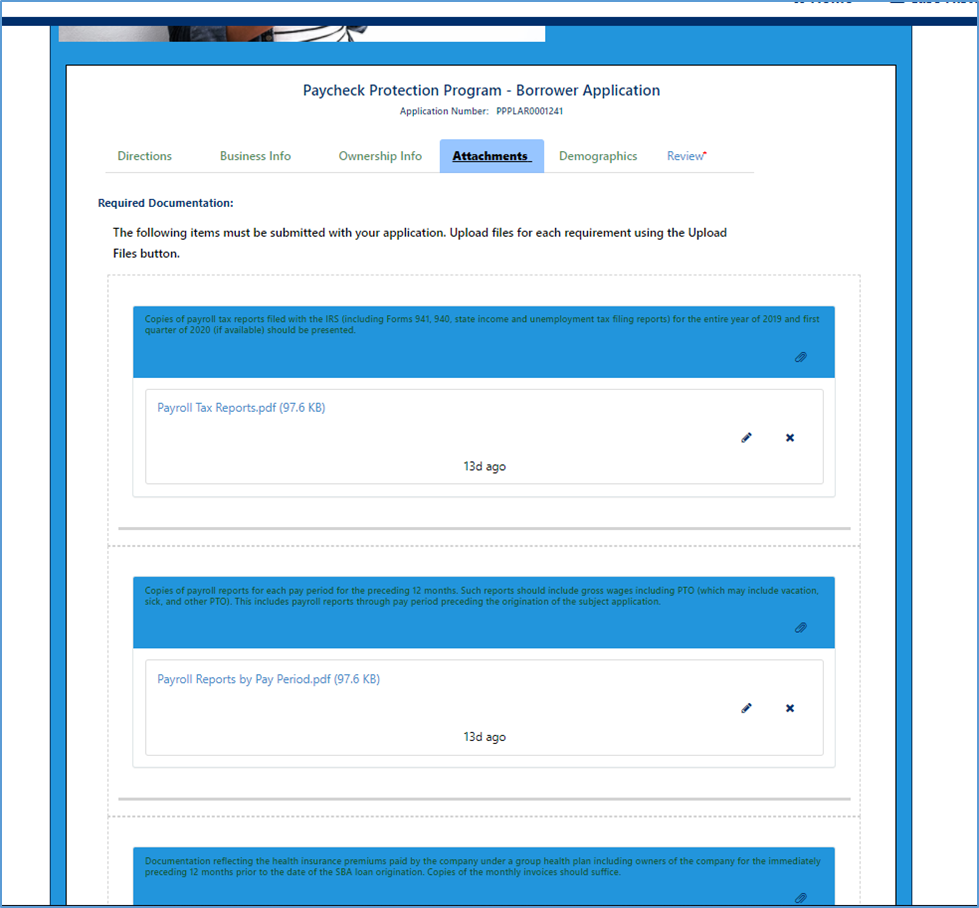 Paycheck Protection Program - Borrower Application
Application Number: PPPLAR0001241
Directions Business Info Ownership Info Attachments Demographics Review*
Required Documentation:
The following items must be submitted with your application. Upload files for each requirement using the Upload
Files button.
Copies of payroll tax reports filed with the IRS (including Forms 941, 940, state income and unemployment tax filing reports) for the entire year of 2019 and first
quarter of 2020 (if available) should be presented.
Payroll Tax Reports.pdf (97.6 KB)
13d ago
Copies of payroll reports for each pay period for the preceding 12 months. Such reports should include gross wages including PTO (which may include vacation,
sick, and other PTO). This includes payroll reports through pay period preceding the origination of the subject application.
Payroll Reports by Pay Period.pdf (97.6 KB)
13d ago
Documentation reflecting the health insurance premiums paid by the company under a group health plan including owners of the company for the immediately
preceding 12 months prior to the date of the SBA loan origination. Copies of the monthly invoices should suffice.